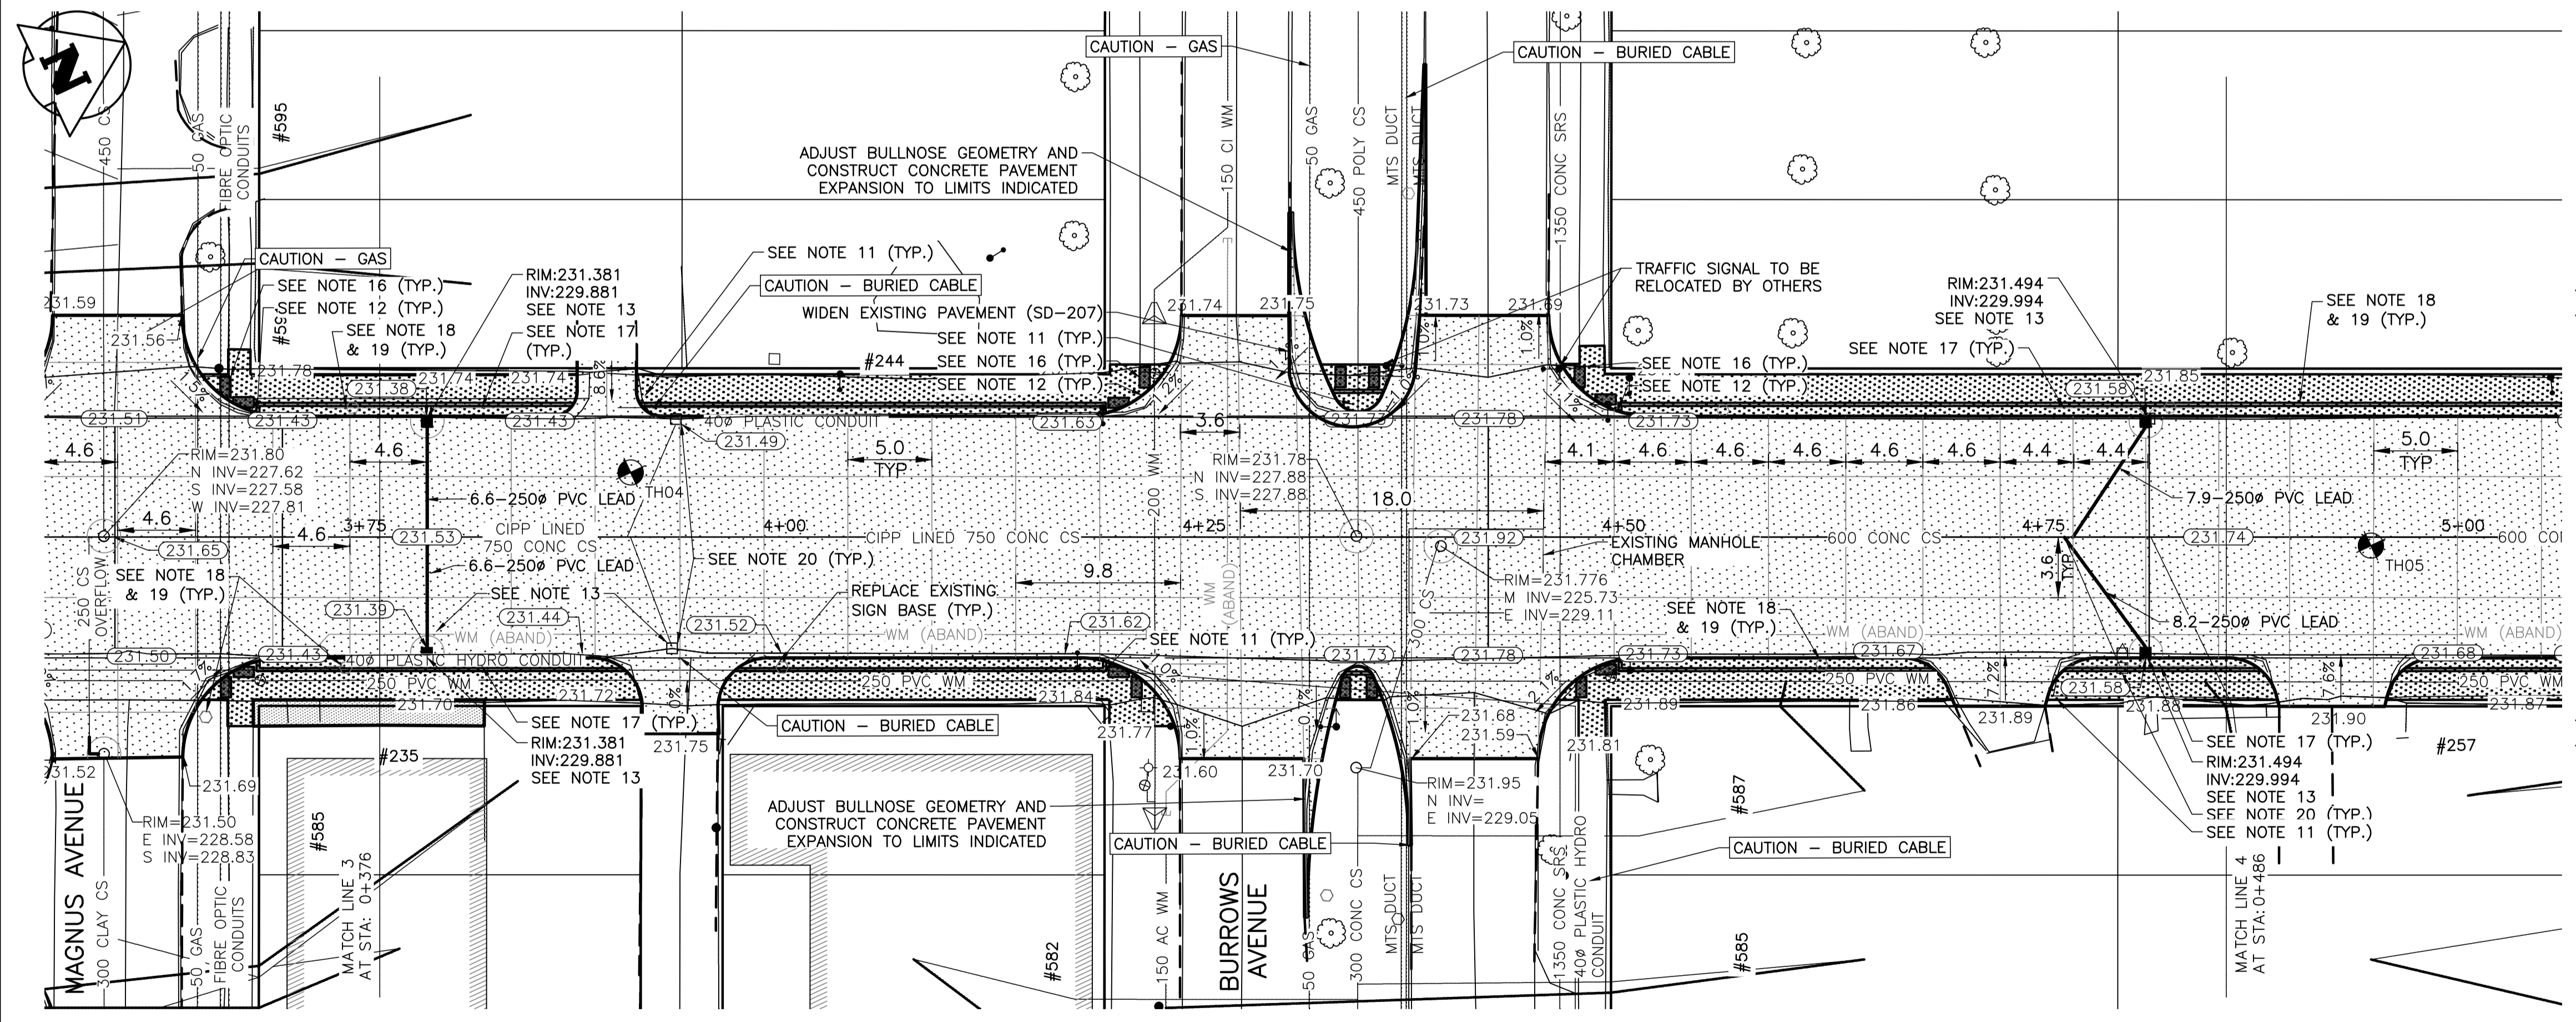 N
450 CS
50 GAS
FIBRE OPTIC
CONDUITS
#595
CAUTION – GAS
CAUTION – BURIED CABLE
150 CI WM
50 GAS
450 POLY CS
MTS DUCT
MTS DUCT
1350 CONC SRS
ADJUST BULLNOSE GEOMETRY AND
CONSTRUCT CONCRETE PAVEMENT
EXPANSION TO LIMITS INDICATED
CAUTION – GAS
SEE NOTE 16 (TYP.)
SEE NOTE 12 (TYP.)
SEE NOTE 18
& 19 (TYP.)
RIM:231.381
INV:229.881
SEE NOTE 13
SEE NOTE 17
(TYP.)
SEE NOTE 11 (TYP.)
CAUTION – BURIED CABLE
WIDEN EXISTING PAVEMENT (SD-207)
SEE NOTE 11 (TYP.)
#244
SEE NOTE 16 (TYP.)
SEE NOTE 12 (TYP.)
TRAFFIC SIGNAL TO BE
RELOCATED BY OTHERS
RIM:231.494
INV:229.994
SEE NOTE 13
SEE NOTE 17 (TYP.)
SEE NOTE 18
& 19 (TYP.)
SEE NOTE 16 (TYP.)
SEE NOTE 12 (TYP.)
231.59
231.56
231.74
231.75
231.73
231.69
1.0%
231.78
231.38
231.74
231.74
231.58
231.85
231.51
231.43
231.43
40ø PLASTIC CONDUIT
231.49
231.63
231.73
231.78
231.73
4.6
4.6
5.0
TYP
3.6
4.1
4.6
4.6
4.6
4.6
4.4
4.4
5.0
TYP
RIM=231.80
N INV=227.62
S INV=227.58
W INV=227.81
TH04
RIM=231.78
N INV=227.88
S INV=227.88
200 WM
18.0
6.6-250ø PVC LEAD
7.9-250ø PVC LEAD
4.6
4.6
3+75
231.65
231.53
CIPP LINED
750 CONC CS
4+00
CIPP LINED 750 CONC CS
4+25
231.92
4+50
EXISTING MANHOLE
CHAMBER
600 CONC CS
4+75
231.74
5+00
TH05
6.6-250ø PVC LEAD
SEE NOTE 20 (TYP.)
9.8
3.6
TYP
250 CS
OVERFLOW
SEE NOTE 18
& 19 (TYP.)
SEE NOTE 13
REPLACE EXISTING
SIGN BASE (TYP.)
WM
(ABAND)
300 CS
RIM=231.776
M INV=225.73
E INV=229.11
231.39
231.44
231.52
231.62
SEE NOTE 18
& 19 (TYP.)
8.2-250ø PVC LEAD
WM (ABAND)
WM (ABAND)
SEE NOTE 11 (TYP.)
WM (ABAND)
WM (ABAND)
231.50
231.43
40ø PLASTIC HYDRO CONDUIT
231.73
231.78
231.73
231.67
231.68
250 PVC WM
250 PVC WM
250 PVC WM
250 PVC WM
231.58
7.2%
7.6%
2.1%
0.7%
1.0%
1.0%
231.70
231.72
231.84
231.89
231.86
231.89
231.88
231.90
231.87
SEE NOTE 17 (TYP.)
RIM:231.381
INV:229.881
SEE NOTE 13
CAUTION – BURIED CABLE
231.77
231.68
231.59
231.81
231.75
231.52
#235
231.69
231.60
231.70
SEE NOTE 17 (TYP.)
RIM:231.494
INV:229.994
SEE NOTE 13
SEE NOTE 20 (TYP.)
SEE NOTE 11 (TYP.)
#257
RIM=231.95
N INV=
E INV=229.05
ADJUST BULLNOSE GEOMETRY AND
CONSTRUCT CONCRETE PAVEMENT
EXPANSION TO LIMITS INDICATED
CAUTION – BURIED CABLE
CAUTION – BURIED CABLE
RIM=231.50
E INV=228.58
S INV=228.83
MAGNUS AVENUE
300 CLAY CS
50 GAS
FIBRE OPTIC
CONDUITS
#585
MATCH LINE 3
AT STA: 0+376
#582
150 AC WM
BURROWS
AVENUE
50 GAS
300 CONC CS
MTS DUCT
MTS DUCT
1350 CONC SRS
40ø PLASTIC HYDRO
CONDUIT
#587
#585
MATCH LINE 4
AT STA: 0+486